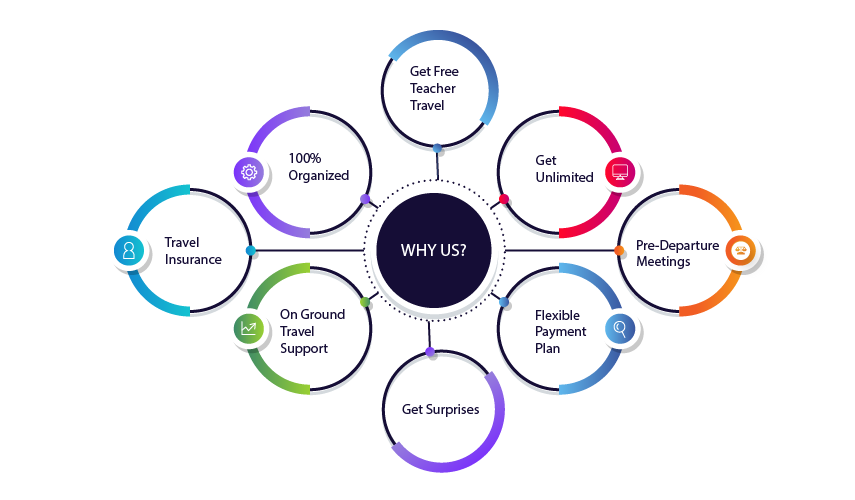 Get Free
Teacher
Travel
100%
Organized
Get
Unlimited
Travel
Insurance
WHY US?
Pre-Departure
Meetings
On Ground
Travel
Support
Flexible
Payment
Plan
Get Surprises